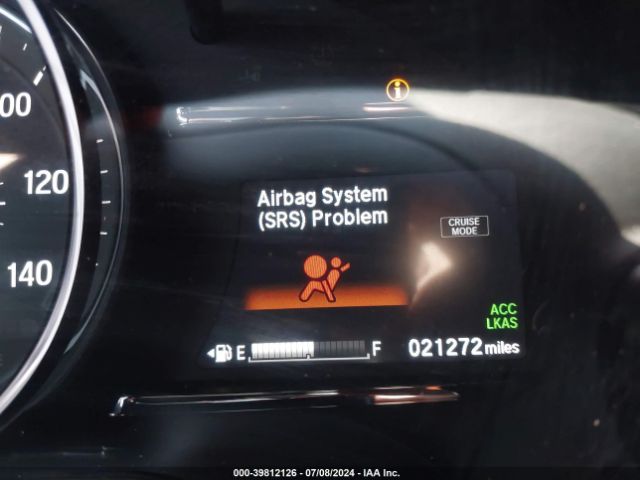 00
120
140
i
Airbag System
(SRS) Problem
CRUISE
MODE
ACC
LKAS
E F
021272 miles
000-39812126 - 07/08/2024 - IAA Inc.